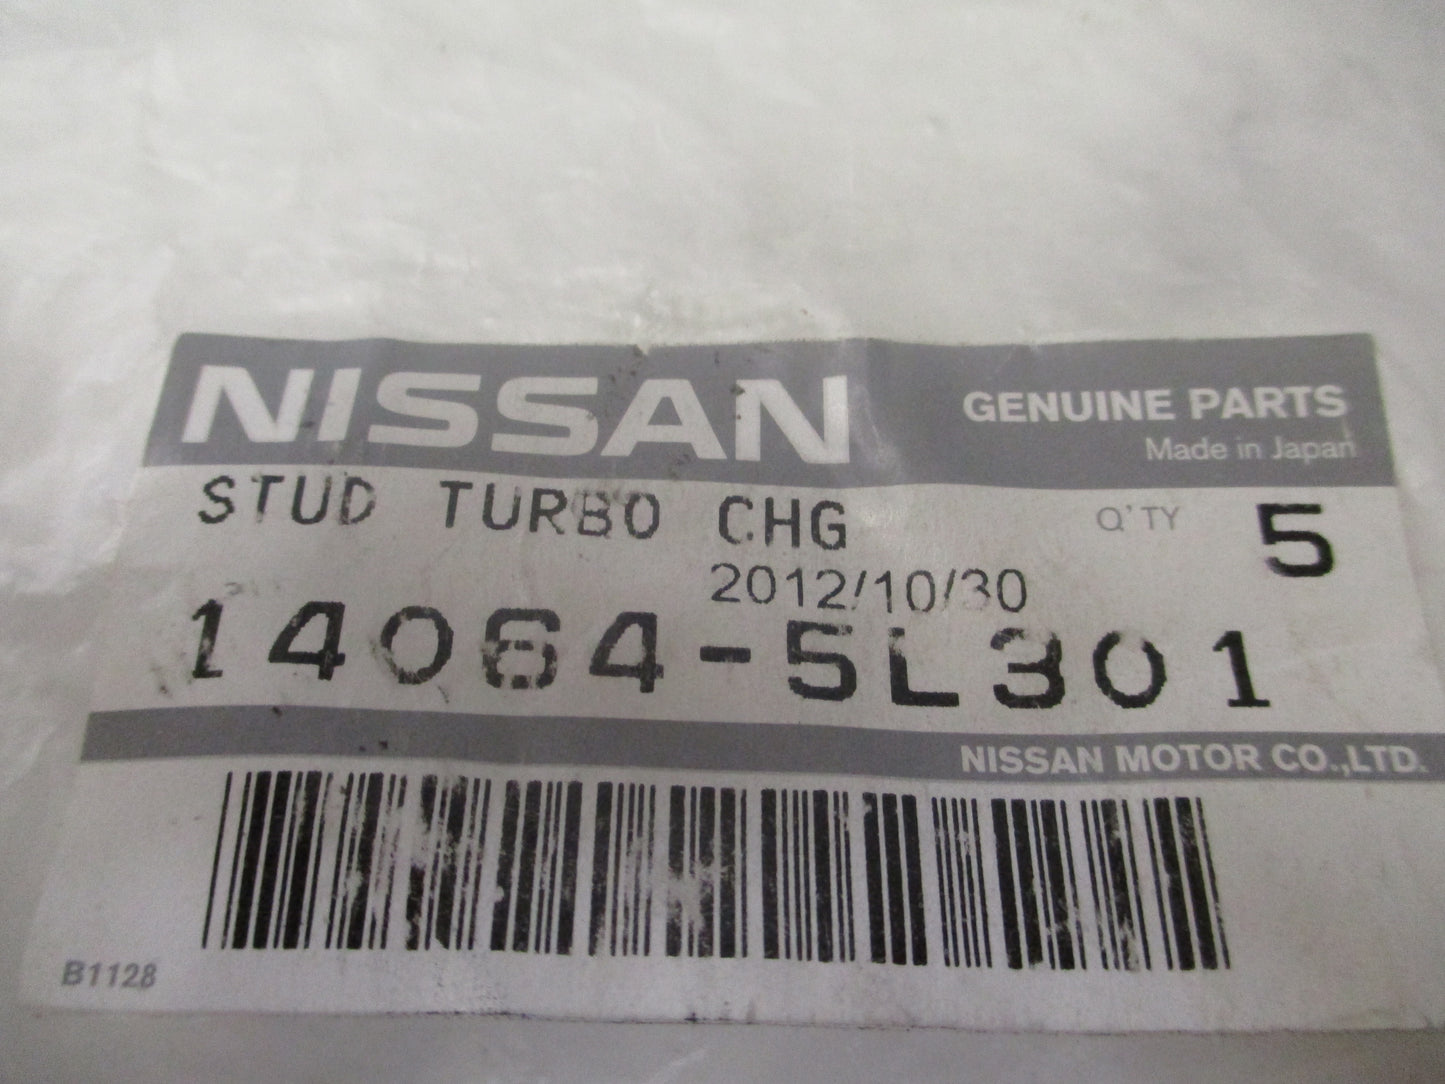 NISSAN
GENUINE PARTS
Made in Japan
STUD TURBO CHG
Q'TY 5
2012/10/30
14064-5L301
NISSAN MOTOR CO.,LTD.
B1128